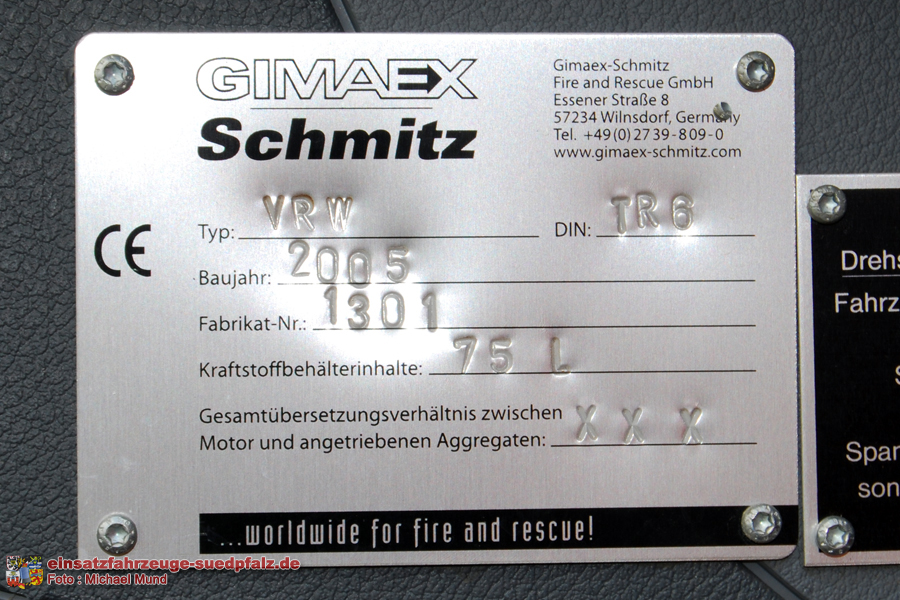 GIMAEX
Schmitz
Gimaex-Schmitz
Fire and Rescue GmbH
Essener Straße 8
57234 Wilnsdorf, Germany
Tel. +49(0)2739-809-0
www.gimaex-schmitz.com
CE
Typ: VRW DIN: TR6
Baujahr: 2005
Fabrikat-Nr.: 1301
Kraftstoffbehälterinhalte: 75 L
Gesamtübersetzungsverhältnis zwischen
Motor und angetriebenen Aggregaten: X X X
...worldwide for fire and rescue!
Drehs
Fahrz
S
Span
son
einsatzfahrzeuge-suedpfalz.de
Foto : Michael Mund